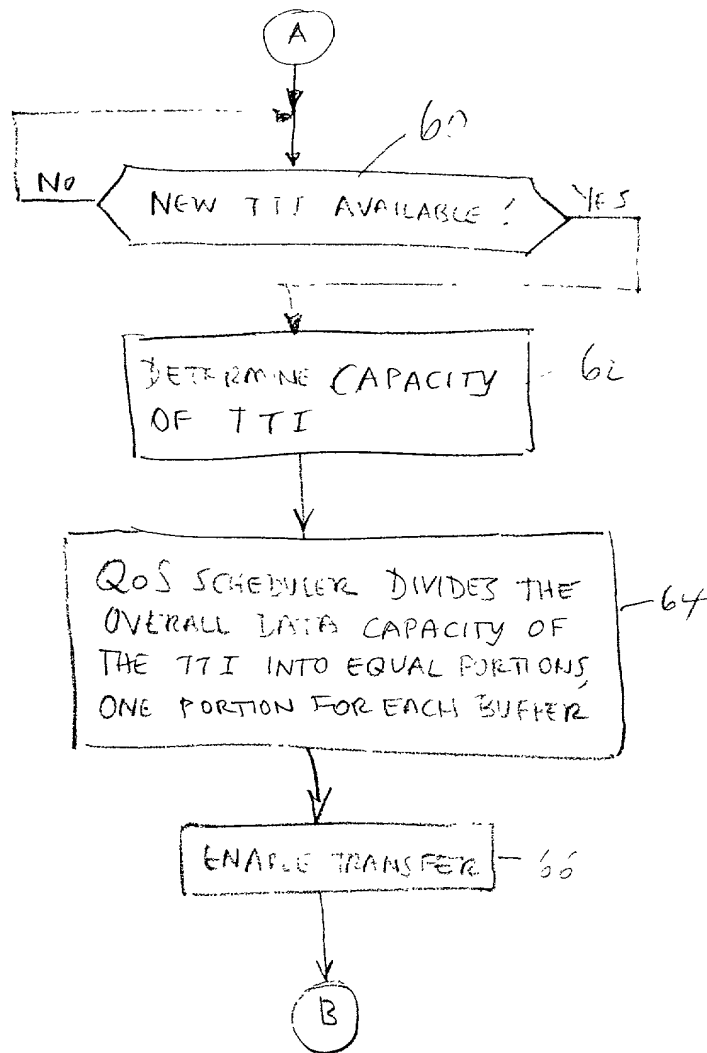 A
60
NO
NEW TTI AVAILABLE ?
YES
DETERMINE CAPACITY
OF TTI
62
QoS SCHEDULER DIVIDES THE
OVERALL DATA CAPACITY OF
THE TTI INTO EQUAL PORTIONS,
ONE PORTION FOR EACH BUFFER
64
ENABLE TRANSFER
66
B